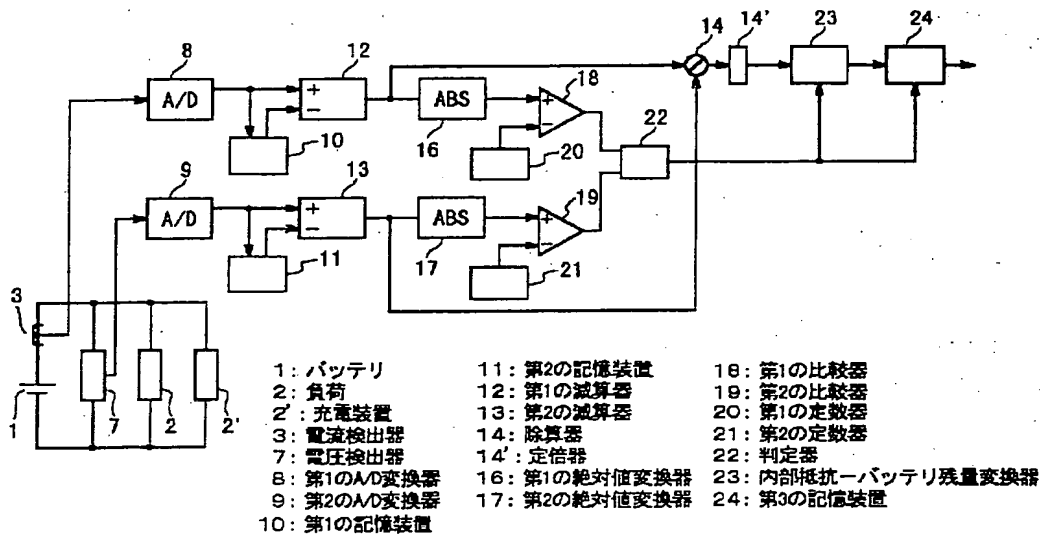 8
A/D
12
+
−
10
ABS
16
18
+
−
20
14
14'
23
24
22
9
A/D
13
+
−
11
ABS
17
19
+
−
21
3
1
7
2
2'
1: バッテリ
2: 負荷
2': 充電装置
3: 電流検出器
7: 電圧検出器
8: 第1のA/D変換器
9: 第2のA/D変換器
10: 第1の記憶装置
11: 第2の記憶装置
12: 第1の減算器
13: 第2の減算器
14: 除算器
14': 定倍器
16: 第1の絶対値変換器
17: 第2の絶対値変換器
18: 第1の比較器
19: 第2の比較器
20: 第1の定数器
21: 第2の定数器
22: 判定器
23: 内部抵抗ーバッテリ残量変換器
24: 第3の記憶装置